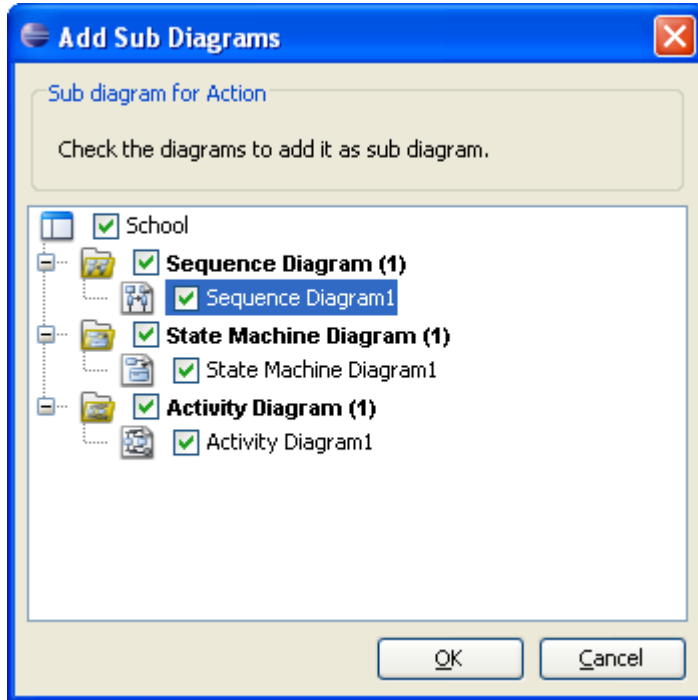 Add Sub Diagrams
Sub diagram for Action
Check the diagrams to add it as sub diagram.
School
Sequence Diagram (1)
Sequence Diagram1
State Machine Diagram (1)
State Machine Diagram1
Activity Diagram (1)
Activity Diagram1
OK Cancel